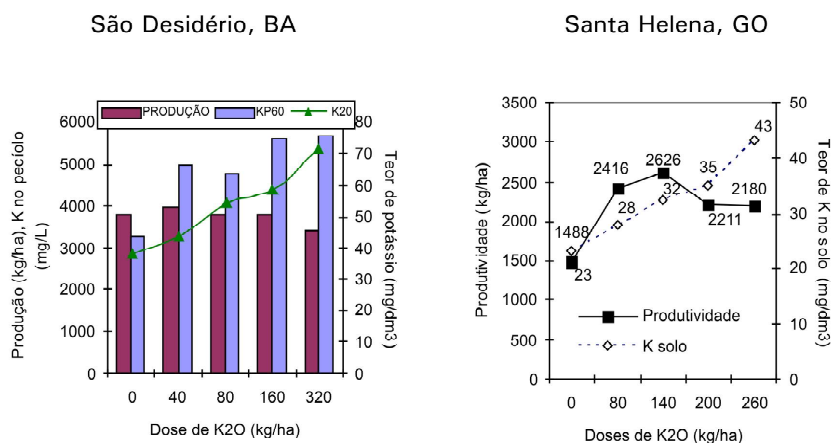 São Desidério, BA
PRODUÇÃO KP60 K20
Produção (kg/ha), K no pecíolo
(mg/L)
6000
5000
4000
3000
2000
1000
0
80
70
60
50
40
30
20
10
0
Teor de potássio (mg/dm3)
0 40 80 160 320
Dose de K2O (kg/ha)
Santa Helena, GO
Produtividade (kg/ha)
3500
3000
2500
2000
1500
1000
500
0
1488
2416
2626
2211
2180
23
28
32
35
43
Produtividade
K solo
50
40
30
20
10
0
Teor de K no solo (mg/dm3)
0 80 140 200 260
Doses de K2O (kg/ha)